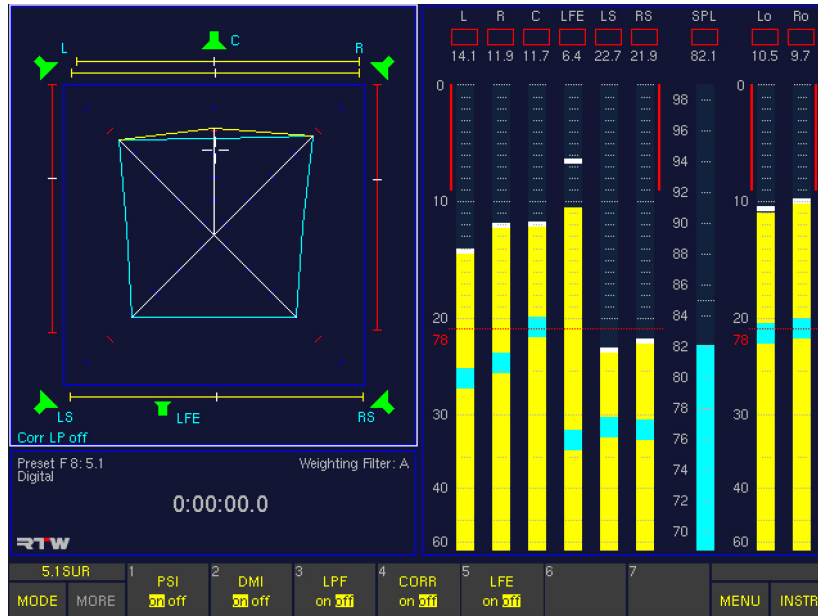 L R C LFE LS RS SPL Lo Ro
14.1 11.9 11.7 6.4 22.7 21.9 82.1 10.5 9.7
L C R
0 98 0
96
94
92
10 90 10
88
86
84
20 20
78 82 78
80
30 78 30
76
74
40 72 40
70
60 60
LS LFE RS
Corr LP off
Preset F 8: 5.1 Weighting Filter: A
Digital
0:00:00.0
RTW
5.1SUR 1 PSI 2 DMI 3 LPF 4 CORR 5 LFE 6 7
MODE MORE on off on off on off on off on off MENU INSTR